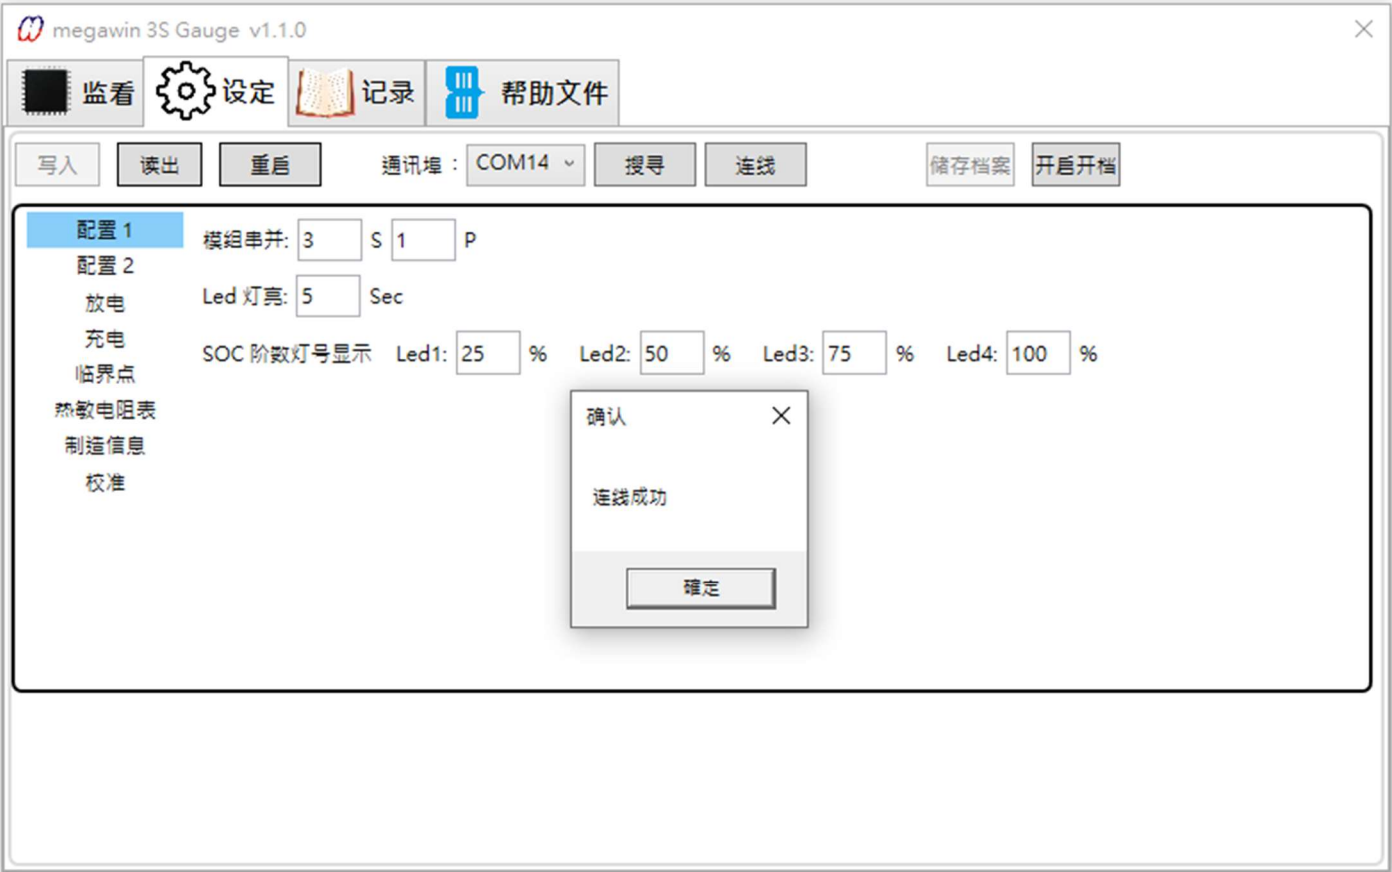 megawin 3S Gauge v1.1.0
监看 设定 记录 帮助文件
写入 读出 重启 通讯埠： COM14 搜寻 连线 储存档案 开启开档
配置 1
模组串并: 3 S 1 P
配置 2
放电
Led 灯亮: 5 Sec
充电
SOC 阶数灯号显示 Led1: 25 % Led2: 50 % Led3: 75 % Led4: 100 %
临界点
热敏电阻表
制造信息
校准
确认
连线成功
確定